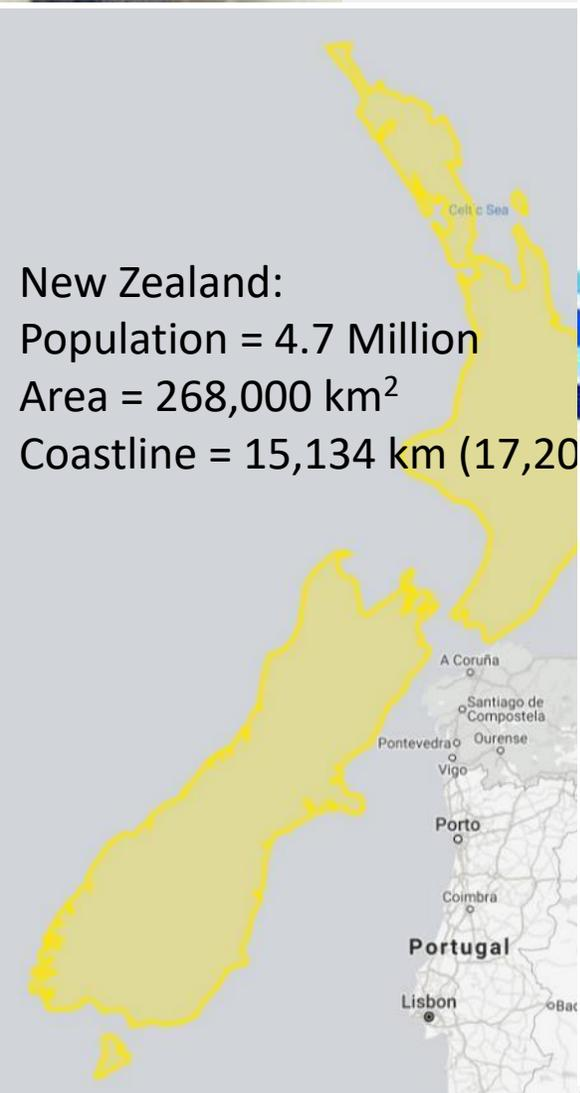 Celtic Sea
New Zealand:
Population = 4.7 Million
Area = 268,000 km²
Coastline = 15,134 km (17,20
A Coruña
Santiago de
Compostela
Pontevedra
Ourense
Vigo
Porto
Coimbra
Portugal
Lisbon
Bad